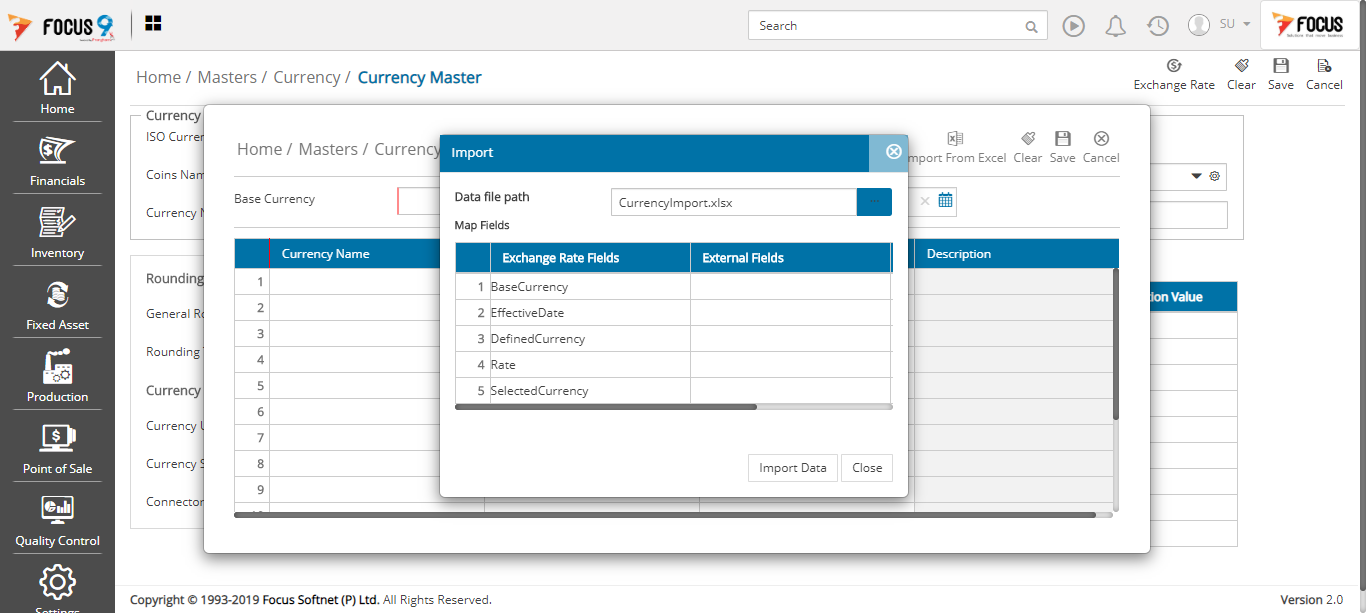 FOCUS 9
Search
SU
FOCUS
Home
Financials
Inventory
Fixed Asset
Production
Point of Sale
Quality Control
Settings
Home / Masters / Currency / Currency Master
Exchange Rate Clear Save Cancel
Currency
ISO Curren
Coins Nam
Currency N
Rounding
General Ro
Rounding
Currency
Currency U
Currency S
Connector
ion Value
Home / Masters / Currency
mport From Excel Clear Save Cancel
Base Currency
Currency Name Description
1
2
3
4
5
6
7
8
9
Import
Data file path CurrencyImport.xlsx ...
Map Fields
Exchange Rate Fields External Fields
1 BaseCurrency
2 EffectiveDate
3 DefinedCurrency
4 Rate
5 SelectedCurrency
Import Data Close
Copyright © 1993-2019 Focus Softnet (P) Ltd. All Rights Reserved.
Version 2.0